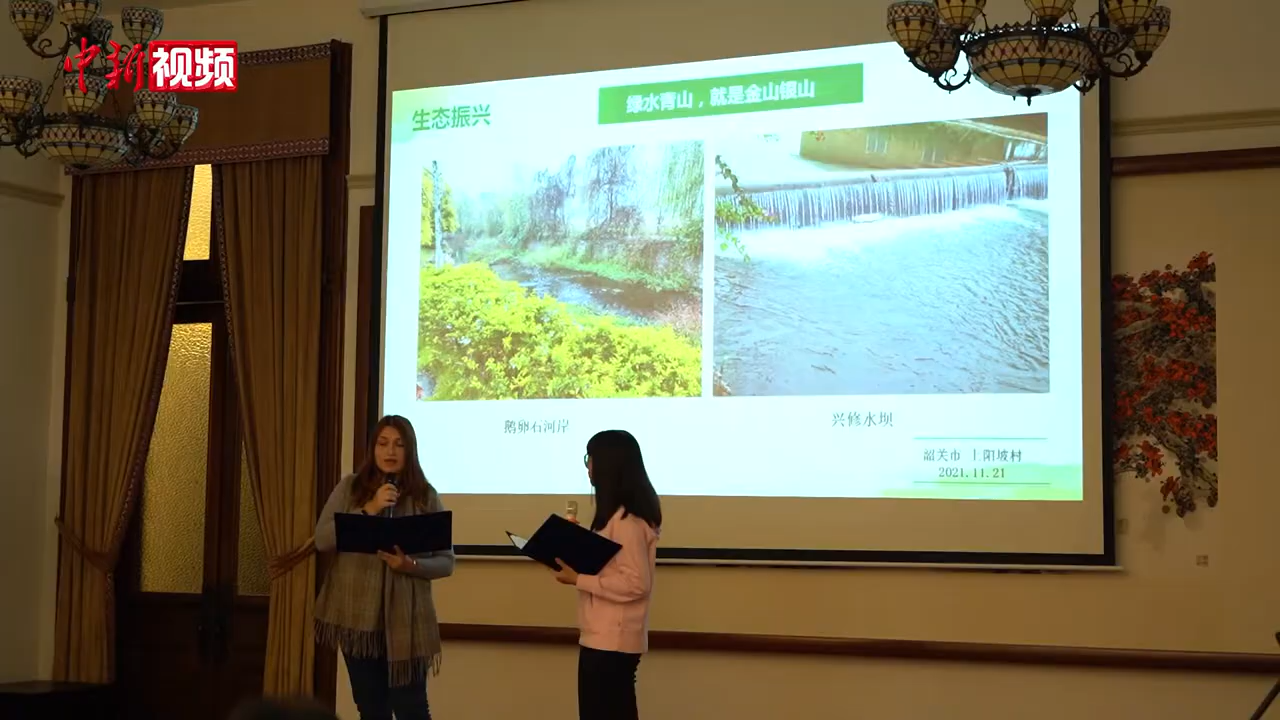 中新视频
生态振兴
绿水青山，就是金山银山
鹅卵石河岸
兴修水坝
韶关市 上阳坡村
2021.11.21